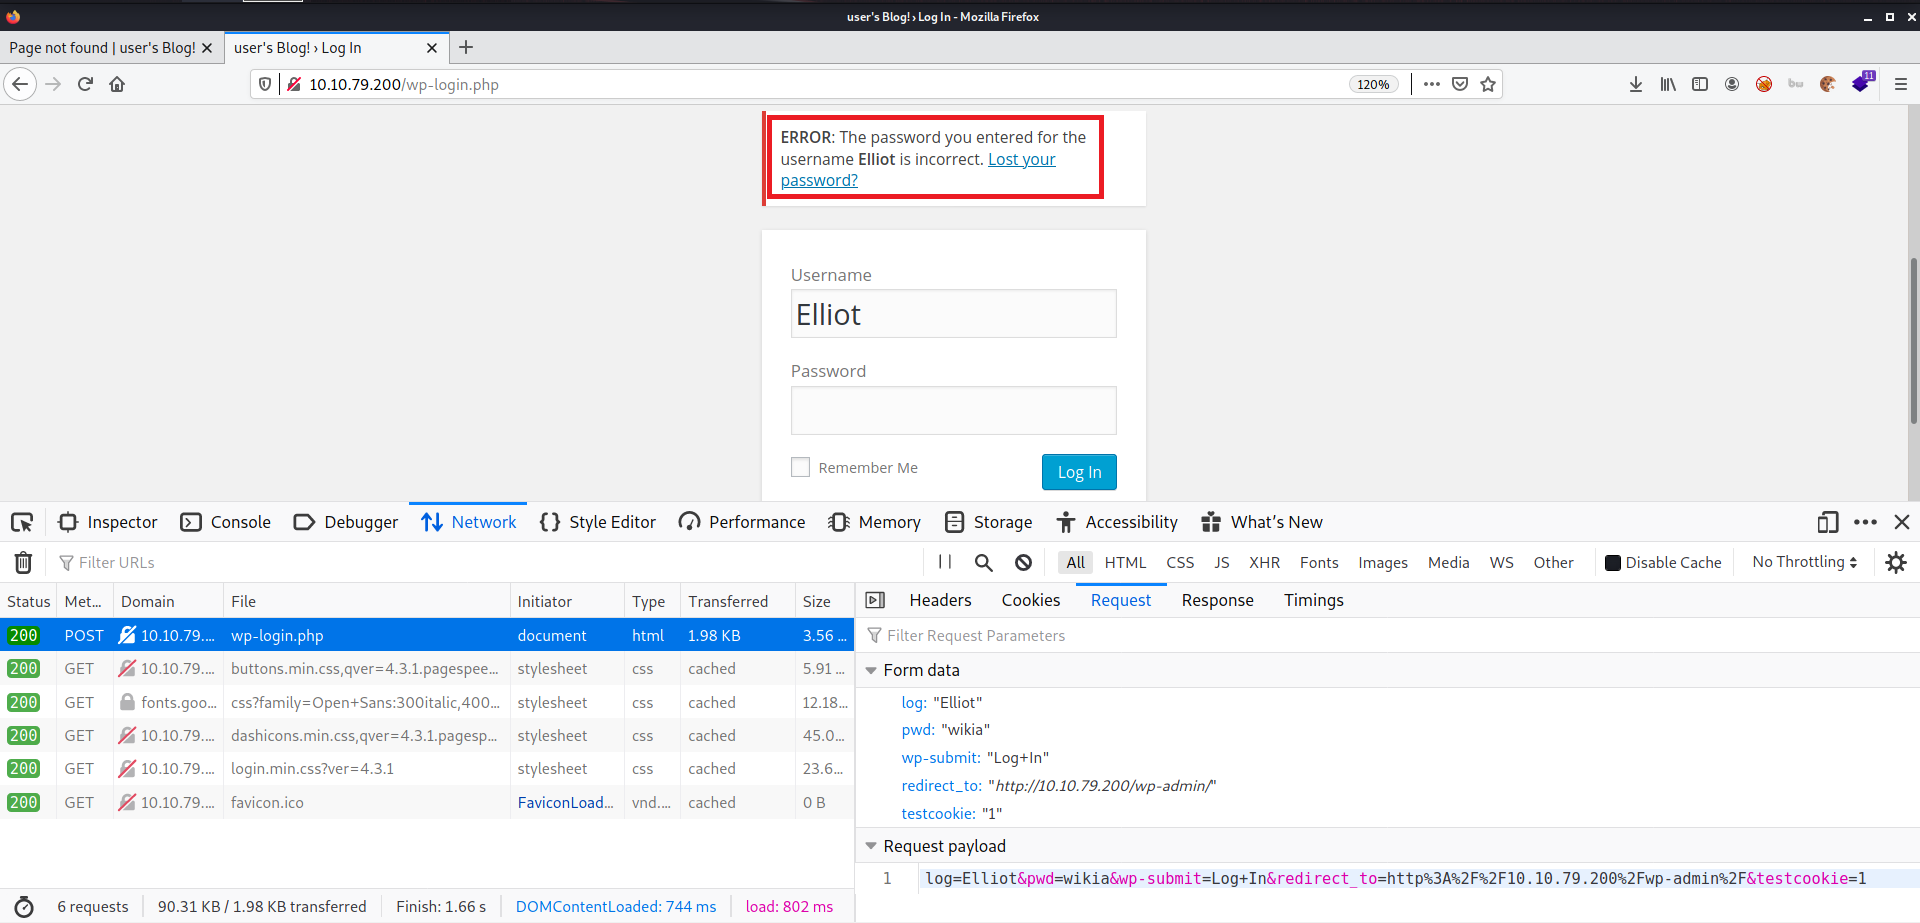 user's Blog! › Log In - Mozilla Firefox
Page not found | user's Blog!
user's Blog! › Log In
10.10.79.200/wp-login.php
120%
11
ERROR: The password you entered for the
username Elliot is incorrect. Lost your
password?
Username
Elliot
Password
Remember Me
Log In
Inspector
Console
Debugger
Network
Style Editor
Performance
Memory
Storage
Accessibility
What's New
Filter URLs
All HTML CSS JS XHR Fonts Images Media WS Other
Disable Cache
No Throttling
Status Met... Domain File Initiator Type Transferred Size
200 POST 10.10.79.... wp-login.php document html 1.98 KB 3.56 ...
200 GET 10.10.79.... buttons.min.css,qver=4.3.1.pagespee... stylesheet css cached 5.91 ...
200 GET fonts.goo... css?family=Open+Sans:300italic,400... stylesheet css cached 12.18...
200 GET 10.10.79.... dashicons.min.css,qver=4.3.1.pagesp... stylesheet css cached 45.0...
200 GET 10.10.79.... login.min.css?ver=4.3.1 stylesheet css cached 23.6...
200 GET 10.10.79.... favicon.ico FaviconLoad... vnd.... cached 0 B
6 requests 90.31 KB / 1.98 KB transferred Finish: 1.66 s DOMContentLoaded: 744 ms load: 802 ms
Headers Cookies Request Response Timings
Filter Request Parameters
Form data
log: "Elliot"
pwd: "wikia"
wp-submit: "Log+In"
redirect_to: "http://10.10.79.200/wp-admin/"
testcookie: "1"
Request payload
1 log=Elliot&pwd=wikia&wp-submit=Log+In&redirect_to=http%3A%2F%2F10.10.79.200%2Fwp-admin%2F&testcookie=1